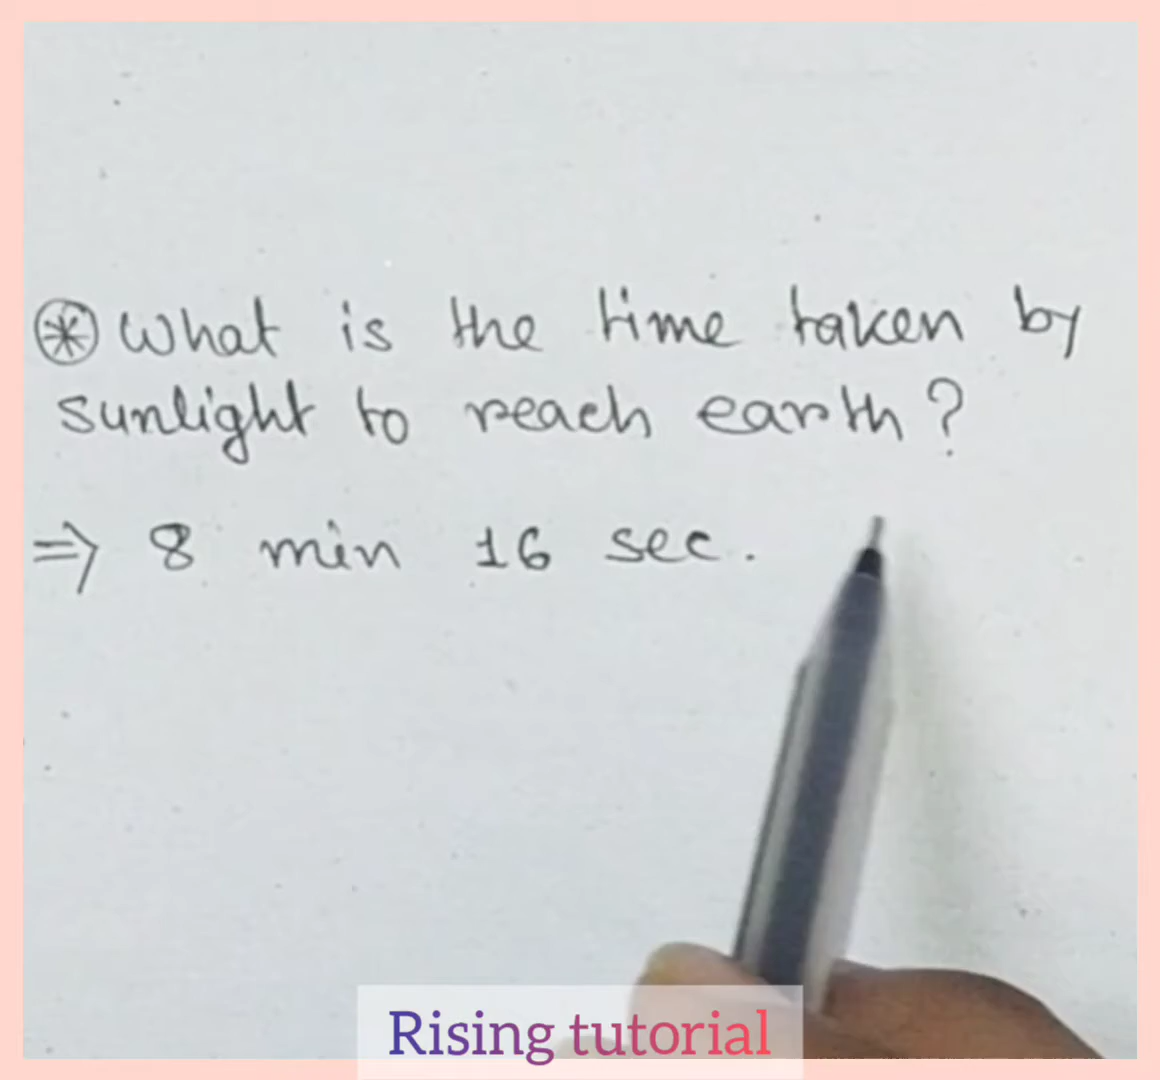 ⊛ What is the time taken by
sunlight to reach earth?
⇒ 8 min 16 sec.
Rising tutorial